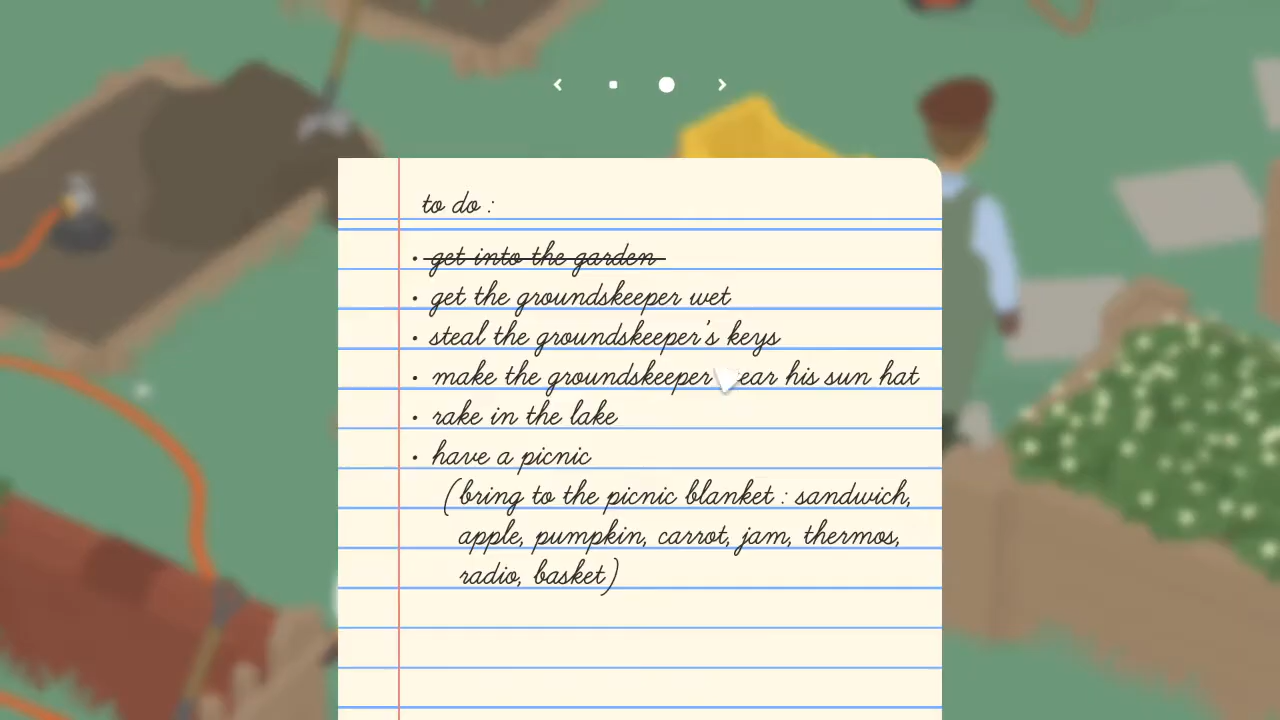 to do :
• get into the garden
• get the groundskeeper wet
• steal the groundskeeper's keys
• make the groundskeeper wear his sun hat
• rake in the lake
• have a picnic
(bring to the picnic blanket : sandwich,
apple, pumpkin, carrot, jam, thermos,
radio, basket)